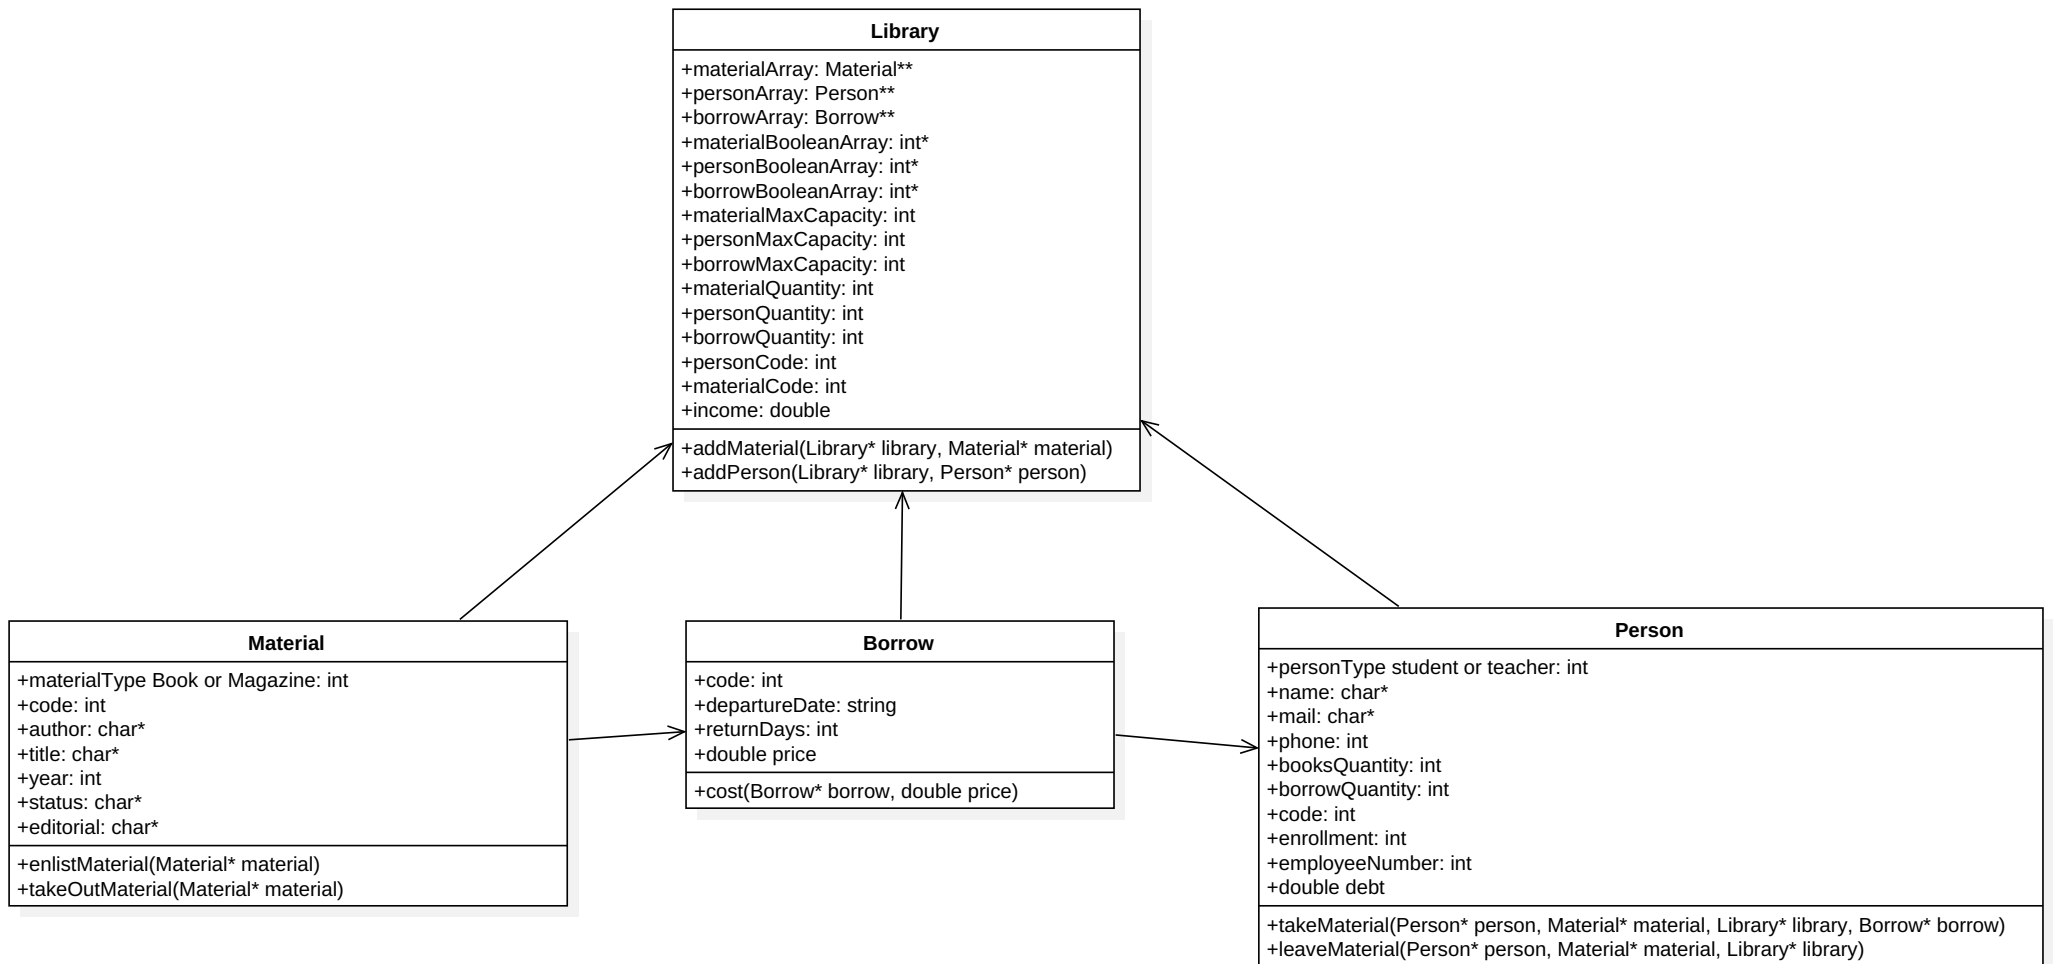 Library
+materialArray: Material**
+personArray: Person**
+borrowArray: Borrow**
+materialBooleanArray: int*
+personBooleanArray: int*
+borrowBooleanArray: int*
+materialMaxCapacity: int
+personMaxCapacity: int
+borrowMaxCapacity: int
+materialQuantity: int
+personQuantity: int
+borrowQuantity: int
+personCode: int
+materialCode: int
+income: double
+addMaterial(Library* library, Material* material)
+addPerson(Library* library, Person* person)
Material
+materialType Book or Magazine: int
+code: int
+author: char*
+title: char*
+year: int
+status: char*
+editorial: char*
+enlistMaterial(Material* material)
+takeOutMaterial(Material* material)
Borrow
+code: int
+departureDate: string
+returnDays: int
+double price
+cost(Borrow* borrow, double price)
Person
+personType student or teacher: int
+name: char*
+mail: char*
+phone: int
+booksQuantity: int
+borrowQuantity: int
+code: int
+enrollment: int
+employeeNumber: int
+double debt
+takeMaterial(Person* person, Material* material, Library* library, Borrow* borrow)
+leaveMaterial(Person* person, Material* material, Library* library)